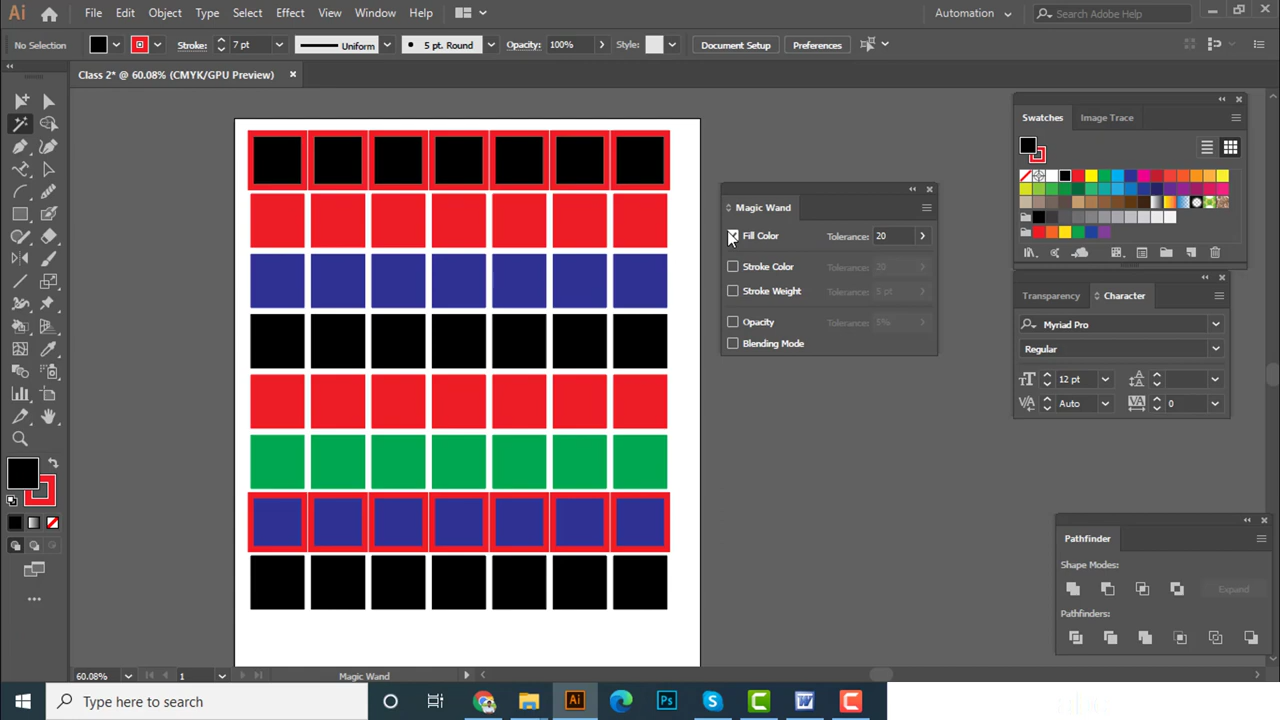 Ai File Edit Object Type Select Effect View Window Help Automation Search Adobe Help
No Selection Stroke: 7 pt Uniform 5 pt. Round Opacity: 100% Style: Document Setup Preferences
Class 2* @ 60.08% (CMYK/GPU Preview)
Swatches Image Trace
Magic Wand
Fill Color Tolerance: 20
Stroke Color Tolerance: 20
Stroke Weight Tolerance: 5 pt
Opacity Tolerance: 5%
Blending Mode
Transparency Character
Myriad Pro
Regular
12 pt
Auto 0
Pathfinder
Shape Modes:
Expand
Pathfinders:
60.08% 1 Magic Wand
Type here to search Ai Ps S W C C